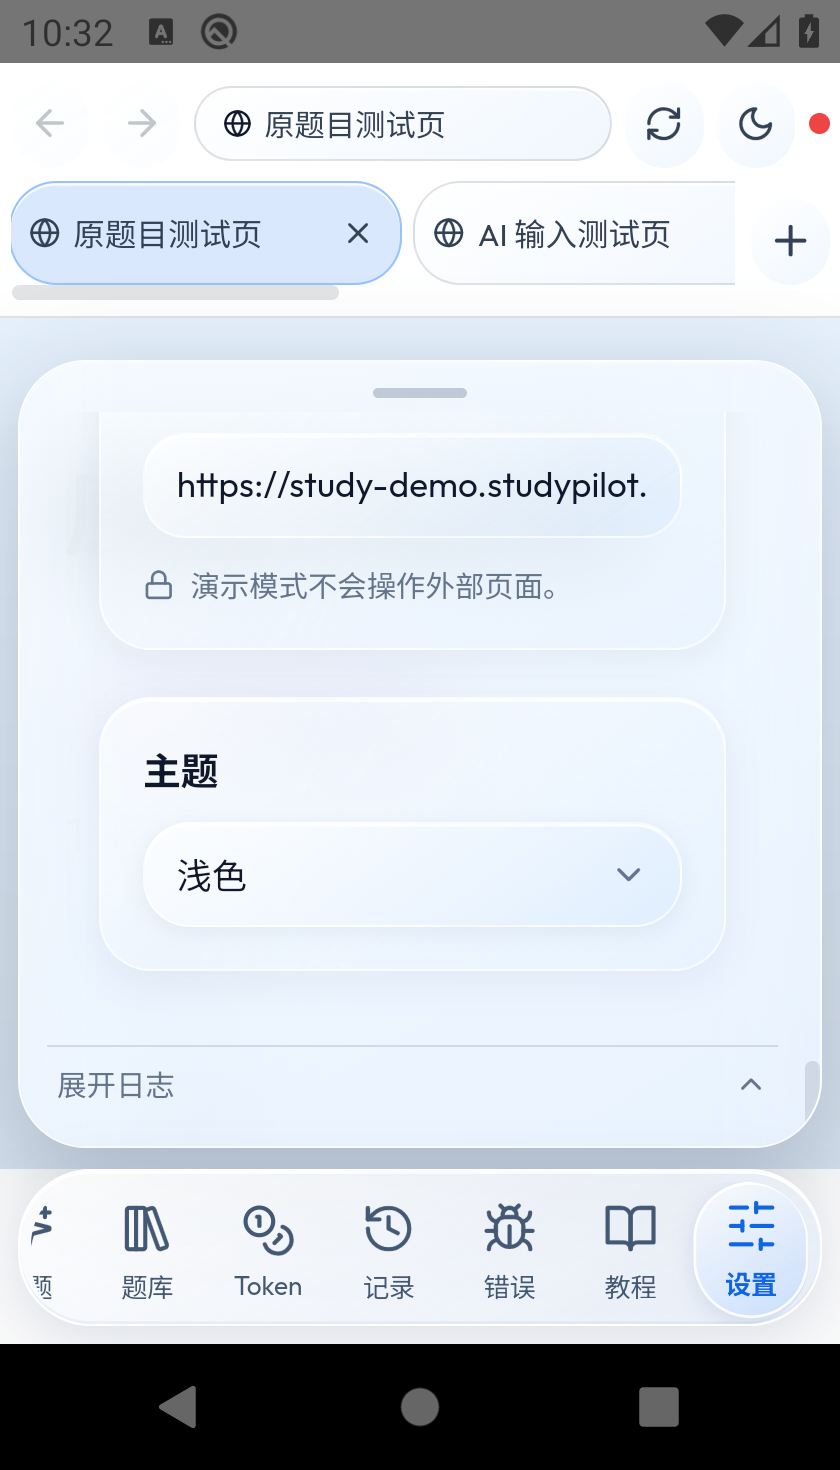 10:32
原题目测试页
原题目测试页
AI 输入测试页
https://study-demo.studypilot.
演示模式不会操作外部页面。
主题
浅色
展开日志
题
题库
Token
记录
错误
教程
设置